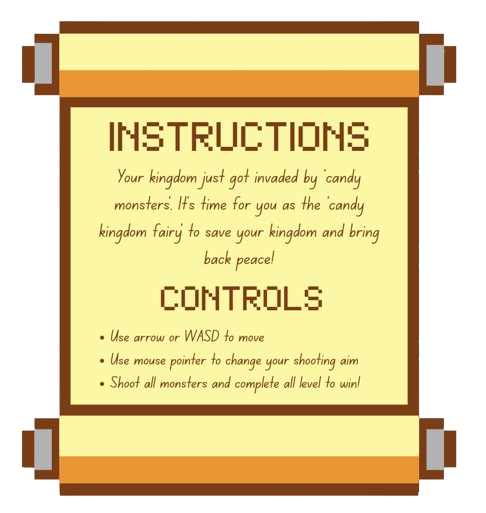 INSTRUCTIONS
Your kingdom just got invaded by 'candy
monsters'. It's time for you as the 'candy
kingdom fairy' to save your kingdom and bring
back peace!
CONTROLS
• Use arrow or WASD to move
• Use mouse pointer to change your shooting aim
• Shoot all monsters and complete all level to win!